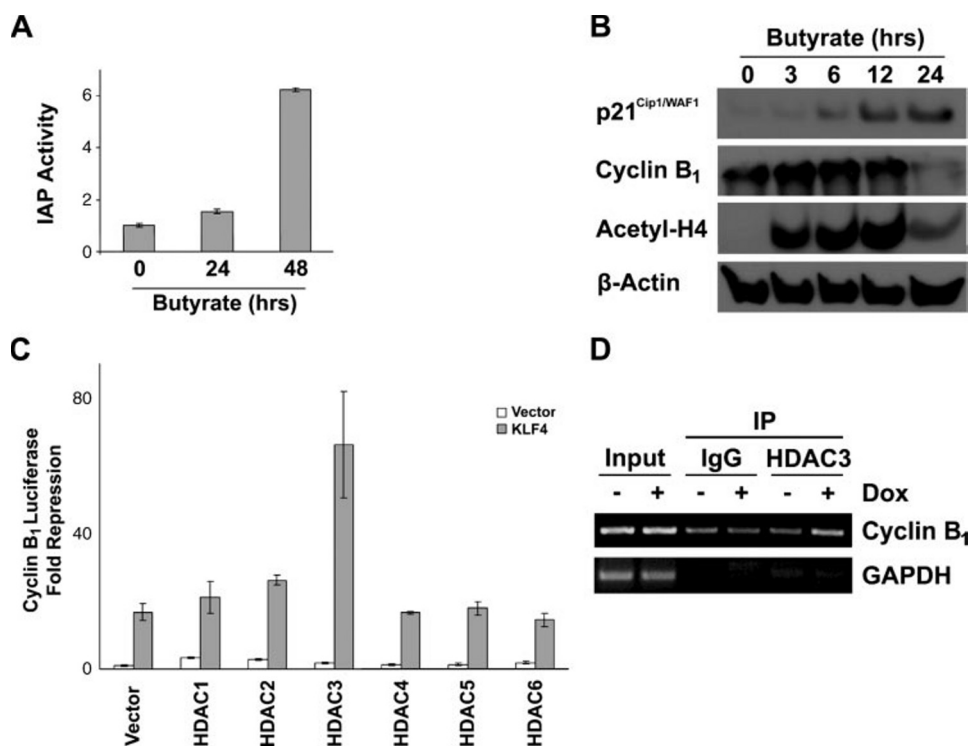 A
IAP Activity
6
4
2
0
0 24 48
Butyrate (hrs)
B
Butyrate (hrs)
0 3 6 12 24
p21Cip1/WAF1
Cyclin B1
Acetyl-H4
β-Actin
C
Cyclin B1 Luciferase
Fold Repression
80
40
0
Vector
KLF4
Vector
HDAC1
HDAC2
HDAC3
HDAC4
HDAC5
HDAC6
D
IP
Input IgG HDAC3
- + - + - + Dox
Cyclin B1
GAPDH